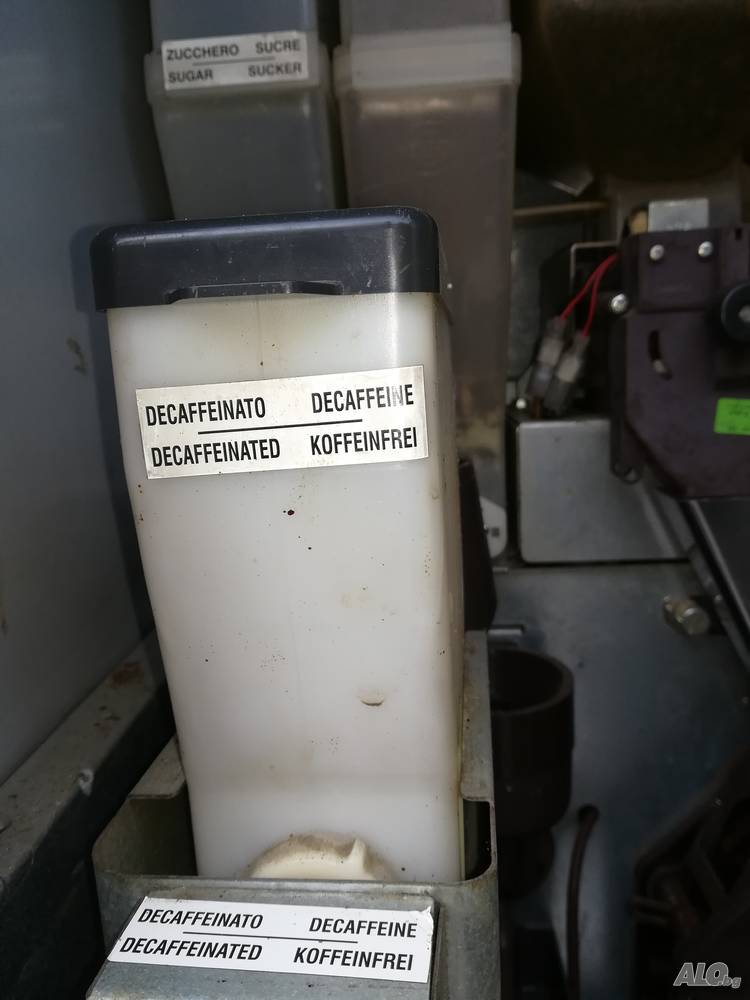 ZUCCHERO SUCRE
SUGAR SUCKER
DECAFFEINATO DECAFFEINE
DECAFFEINATED KOFFEINFREI
DECAFFEINATO DECAFFEINE
DECAFFEINATED KOFFEINFREI
ALO.bg